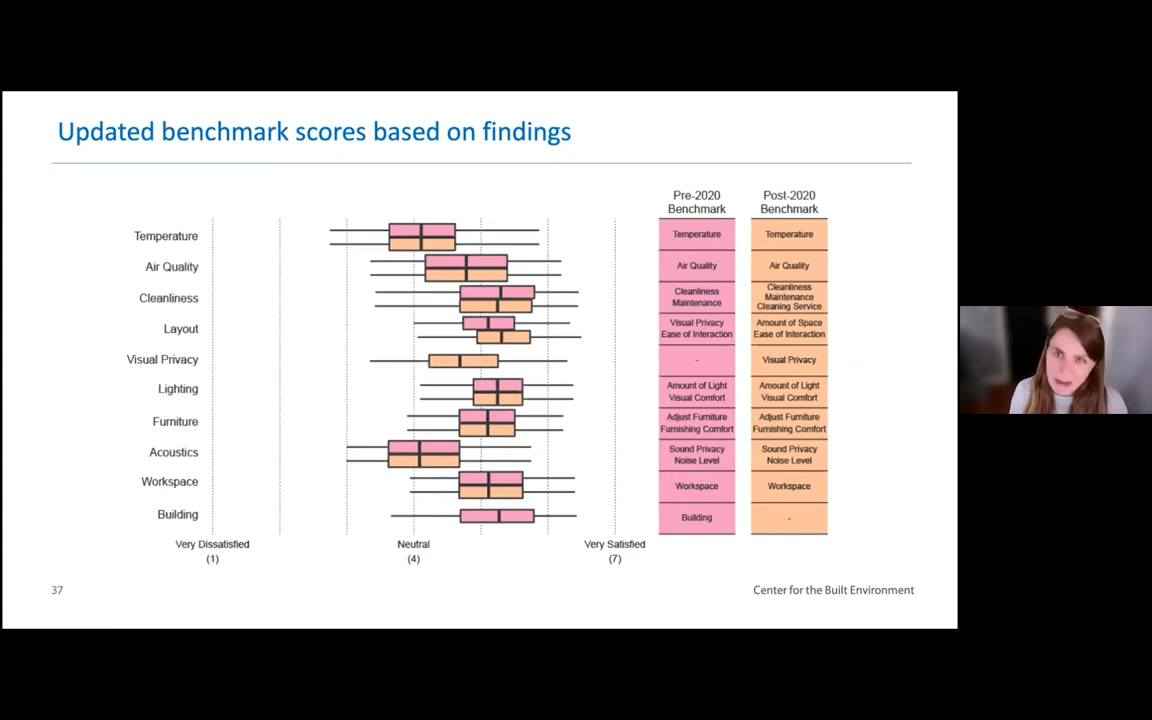 Updated benchmark scores based on findings
Pre-2020
Benchmark
Post-2020
Benchmark
Temperature
Temperature
Temperature
Air Quality
Air Quality
Air Quality
Cleanliness
Cleanliness
Maintenance
Cleanliness
Maintenance
Cleaning Service
Layout
Visual Privacy
Ease of Interaction
Amount of Space
Ease of Interaction
Visual Privacy
-
Visual Privacy
Lighting
Amount of Light
Visual Comfort
Amount of Light
Visual Comfort
Furniture
Adjust Furniture
Furnishing Comfort
Adjust Furniture
Furnishing Comfort
Acoustics
Sound Privacy
Noise Level
Sound Privacy
Noise Level
Workspace
Workspace
Workspace
Building
Building
-
Very Dissatisfied
(1)
Neutral
(4)
Very Satisfied
(7)
37
Center for the Built Environment